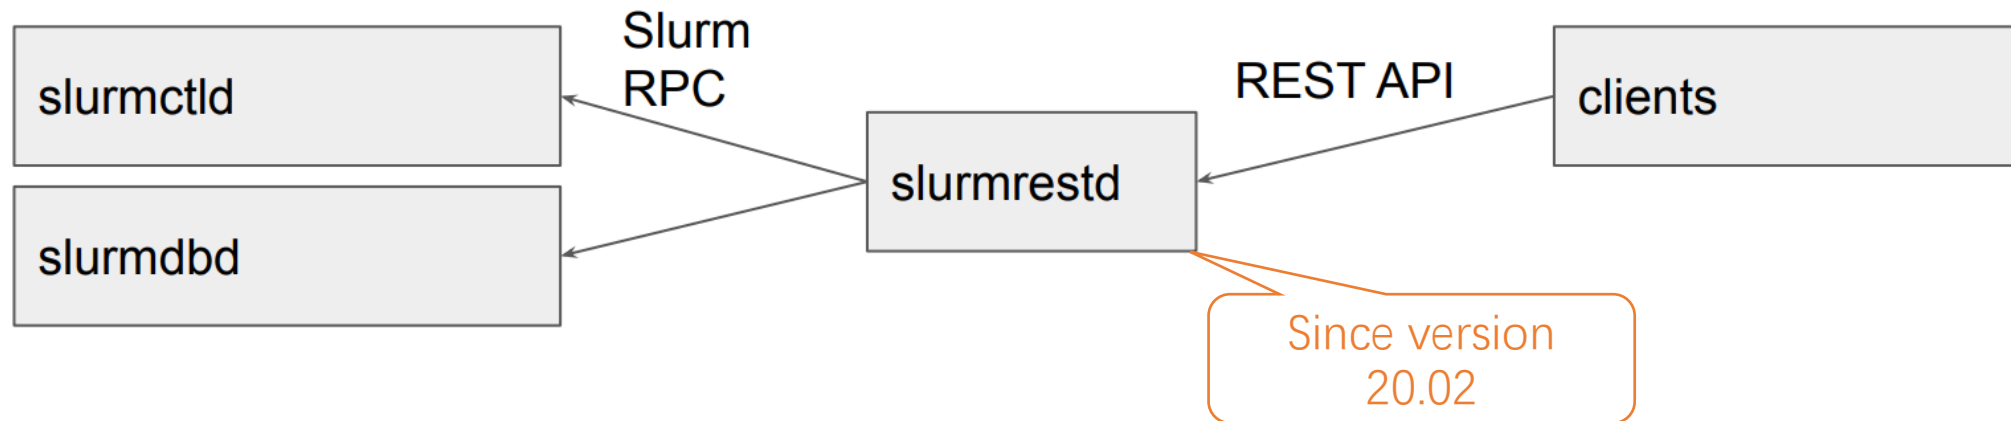 slurmctld
Slurm
RPC
slurmdbd
slurmrestd
REST API
clients
Since version
20.02